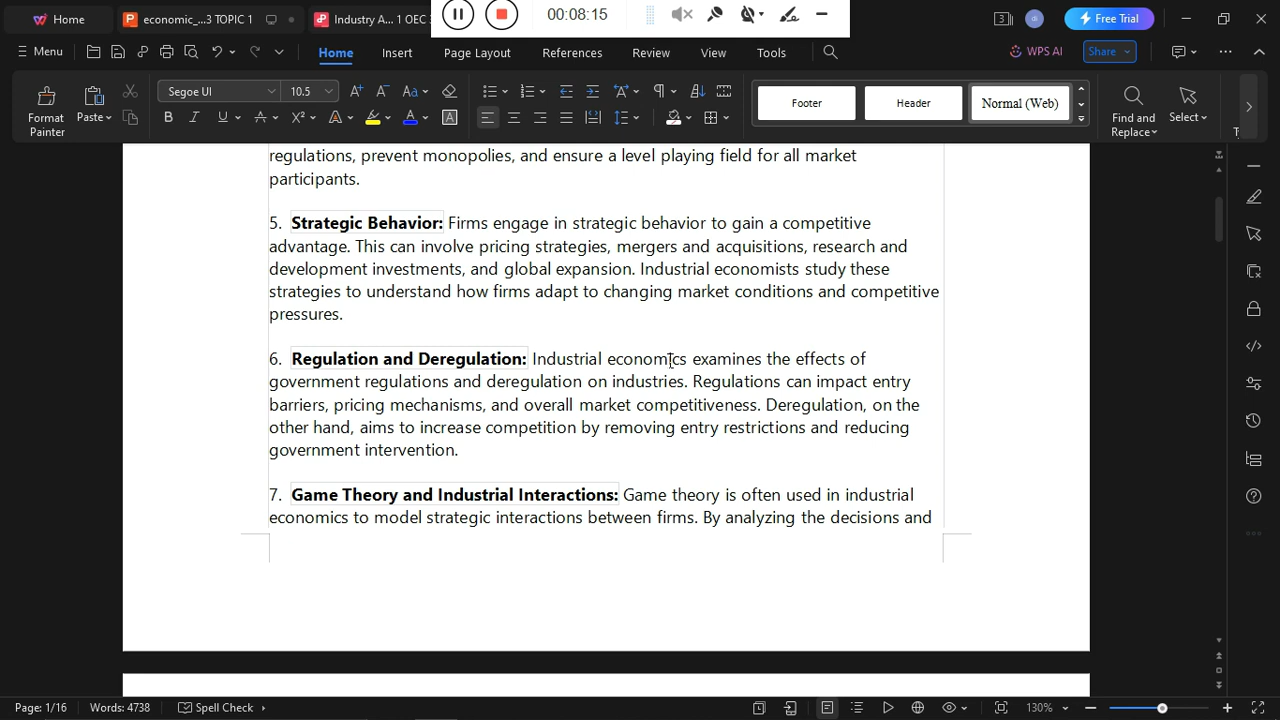 Home
economic_in TOPIC 1
Industry A... 1 OEC 3
00:08:15
Free Trial
Menu
Home
Insert
Page Layout
References
Review
View
Tools
WPS AI
Share
Format Painter
Paste
Segoe UI
10.5
Footer
Header
Normal (Web)
Find and Replace
Select
regulations, prevent monopolies, and ensure a level playing field for all market
participants.
5. Strategic Behavior: Firms engage in strategic behavior to gain a competitive
advantage. This can involve pricing strategies, mergers and acquisitions, research and
development investments, and global expansion. Industrial economists study these
strategies to understand how firms adapt to changing market conditions and competitive
pressures.
6. Regulation and Deregulation: Industrial economics examines the effects of
government regulations and deregulation on industries. Regulations can impact entry
barriers, pricing mechanisms, and overall market competitiveness. Deregulation, on the
other hand, aims to increase competition by removing entry restrictions and reducing
government intervention.
7. Game Theory and Industrial Interactions: Game theory is often used in industrial
economics to model strategic interactions between firms. By analyzing the decisions and
Page: 1/16
Words: 4738
Spell Check
130%